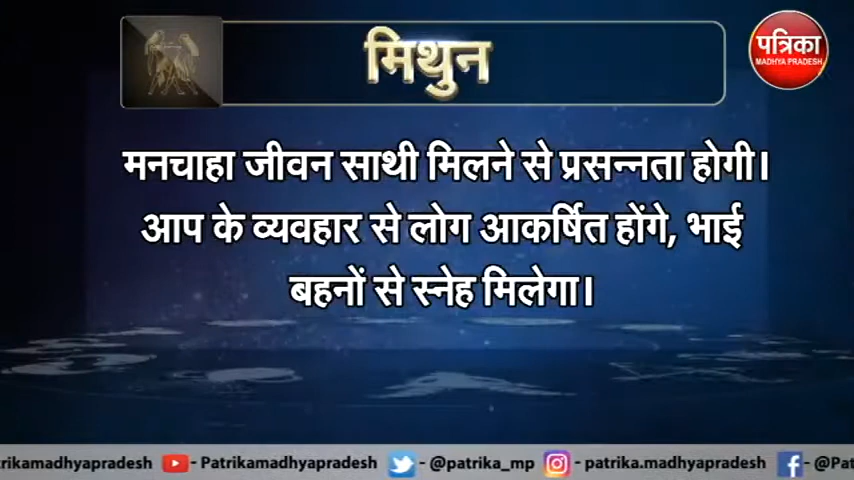 मिथुन
पत्रिका
MADHYA PRADESH
मनचाहा जीवन साथी मिलने से प्रसन्नता होगी।
आप के व्यवहार से लोग आकर्षित होंगे, भाई
बहनों से स्नेह मिलेगा।
rikamadhyapradesh - Patrikamadhyapradesh - @patrika_mp - patrika.madhyapradesh - @Pat